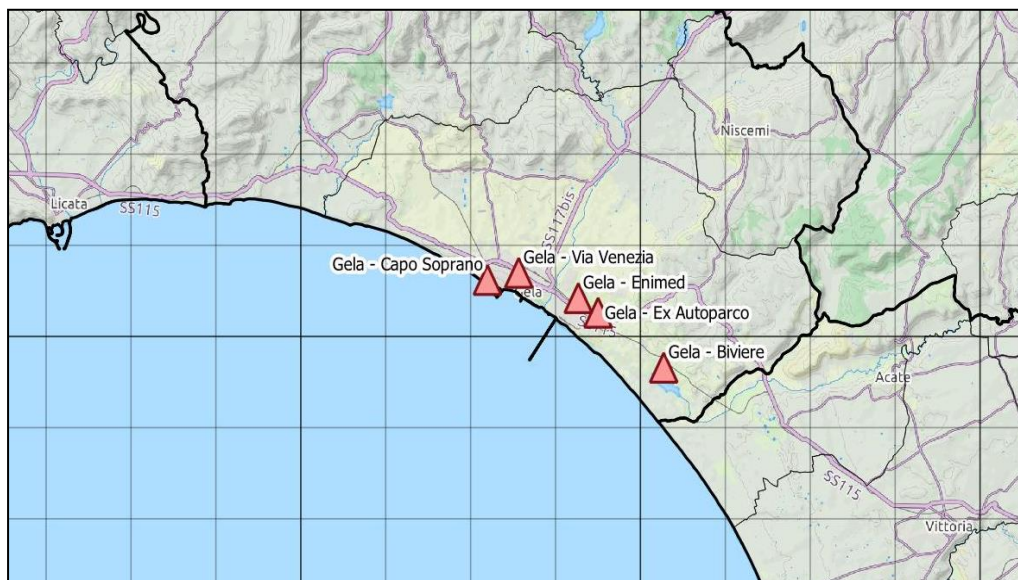 Niscemi
Licata
SS115
SS117bis
Gela - Via Venezia
Gela - Capo Soprano
Gela - Enimed
Gela
Gela - Ex Autoparco
SS115
Gela - Biviere
Acate
SS115
Vittoria